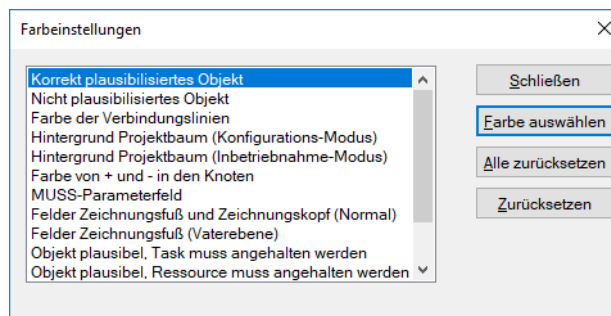 Farbeinstellungen
Korrekt plausibilisiertes Objekt
Nicht plausibilisiertes Objekt
Farbe der Verbindungslinien
Hintergrund Projektbaum (Konfigurations-Modus)
Hintergrund Projektbaum (Inbetriebnahme-Modus)
Farbe von + und - in den Knoten
MUSS-Parameterfeld
Felder Zeichnungsfuß und Zeichnungskopf (Normal)
Felder Zeichnungsfuß (Vaterebene)
Objekt plausibel, Task muss angehalten werden
Objekt plausibel, Ressource muss angehalten werden
Schließen
Farbe auswählen
Alle zurücksetzen
Zurücksetzen